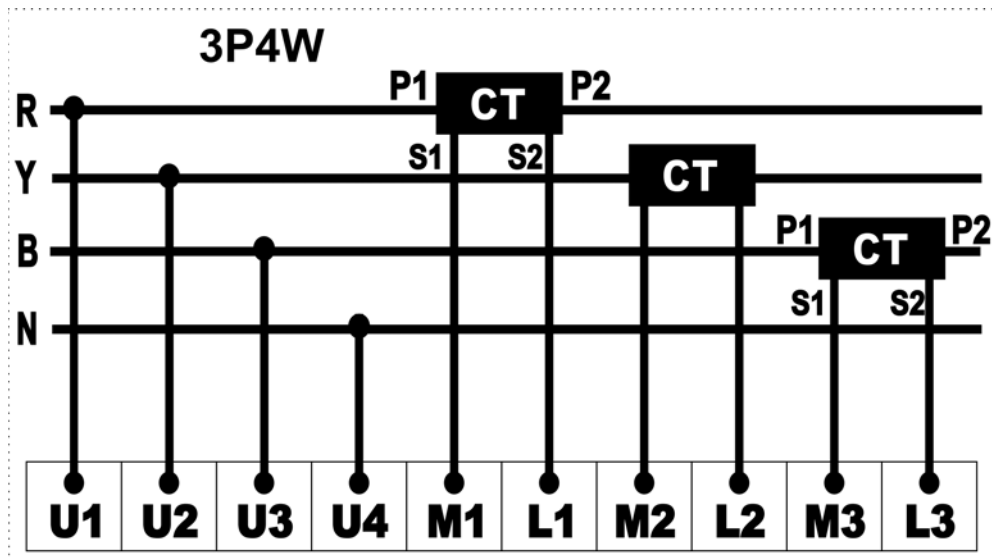 3P4W
R P1 CT P2
S1 S2
Y CT
B P1 CT P2
S1 S2
N
U1 U2 U3 U4 M1 L1 M2 L2 M3 L3